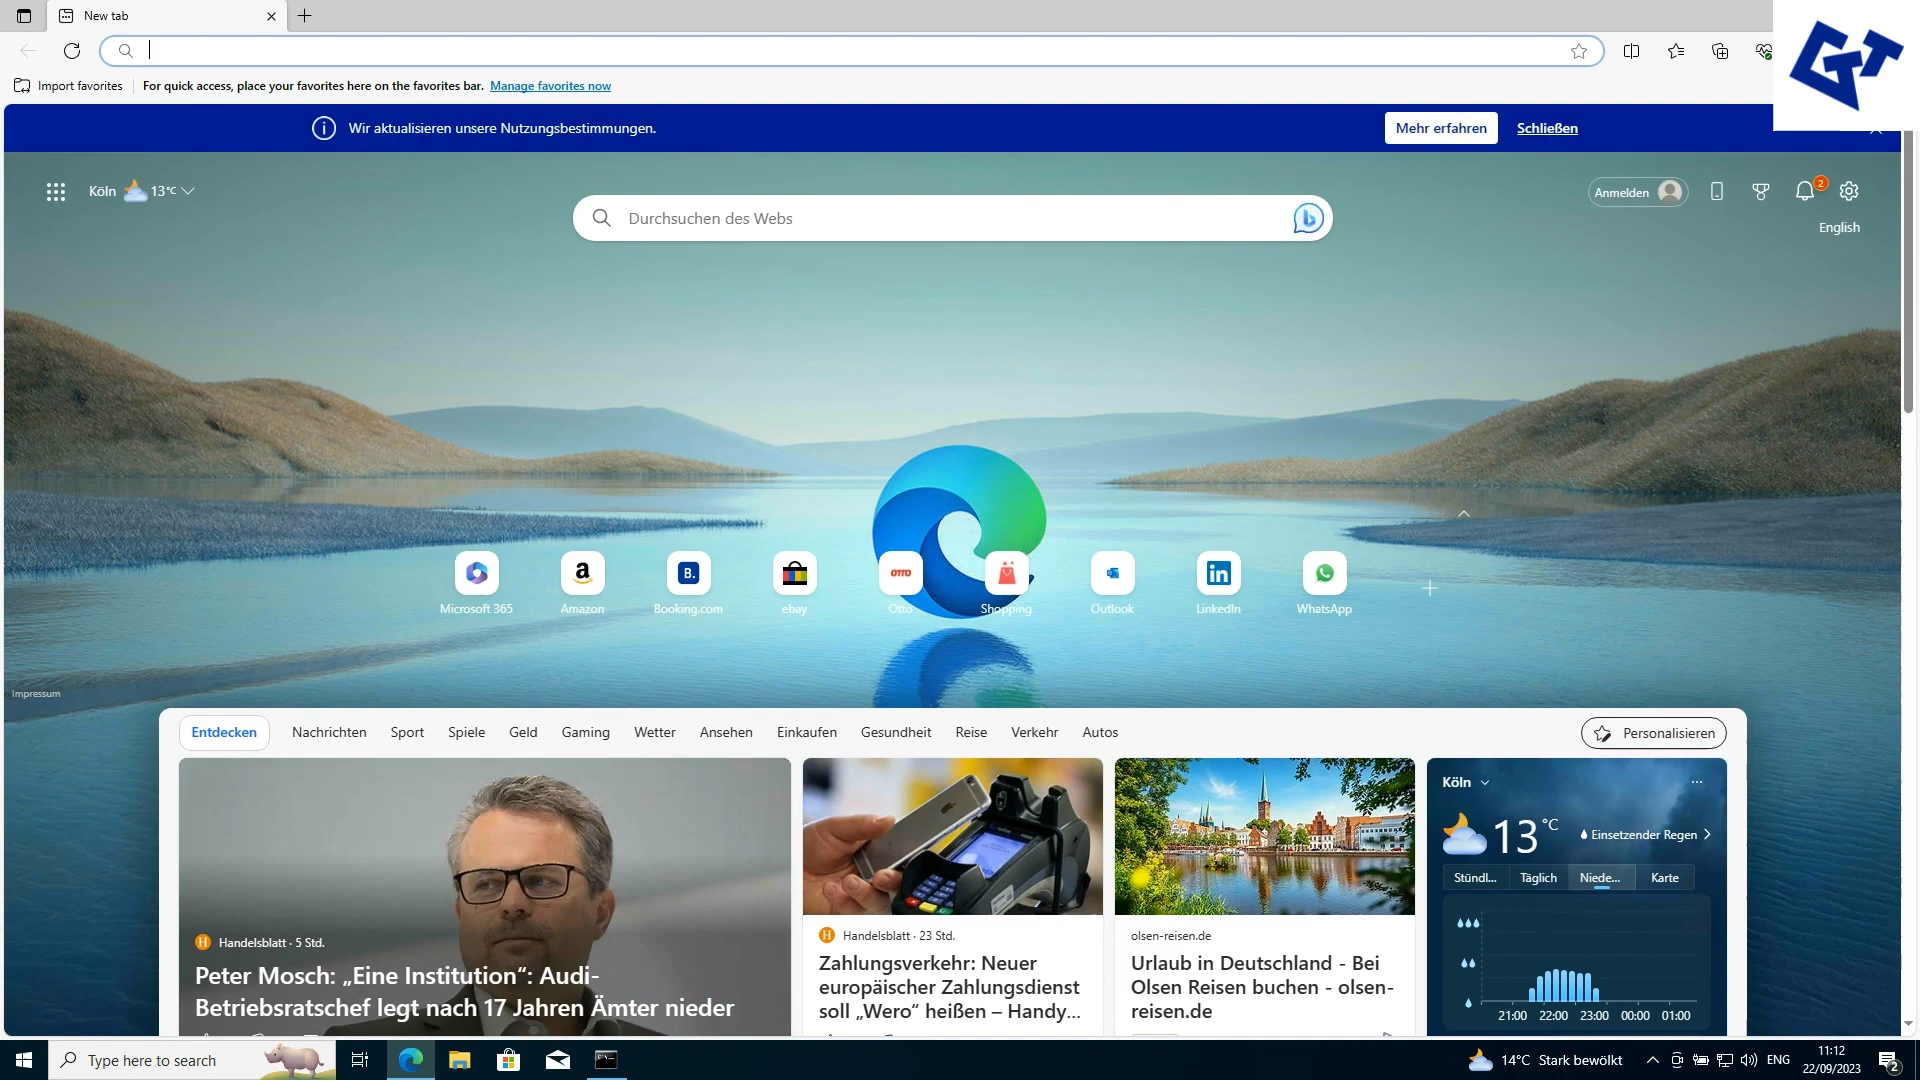 New tab
Import favorites
For quick access, place your favorites here on the favorites bar. Manage favorites now
Wir aktualisieren unsere Nutzungsbestimmungen.
Mehr erfahren
Schließen
Köln 13°C
Durchsuchen des Webs
Anmelden
2
English
Microsoft 365
Amazon
Booking.com
ebay
Otto
Shopping
Outlook
LinkedIn
WhatsApp
Impressum
Entdecken Nachrichten Sport Spiele Geld Gaming Wetter Ansehen Einkaufen Gesundheit Reise Verkehr Autos
Personalisieren
Handelsblatt · 5 Std.
Peter Mosch: „Eine Institution“: Audi-
Betriebsratschef legt nach 17 Jahren Ämter nieder
Handelsblatt · 23 Std.
Zahlungsverkehr: Neuer
europäischer Zahlungsdienst
soll „Wero“ heißen – Handy...
olsen-reisen.de
Urlaub in Deutschland - Bei
Olsen Reisen buchen - olsen-
reisen.de
Köln
13 °C
Einsetzender Regen
Stündl... Täglich Niede... Karte
21:00 22:00 23:00 00:00 01:00
Type here to search
14°C Stark bewölkt
ENG
11:12
22/09/2023
2